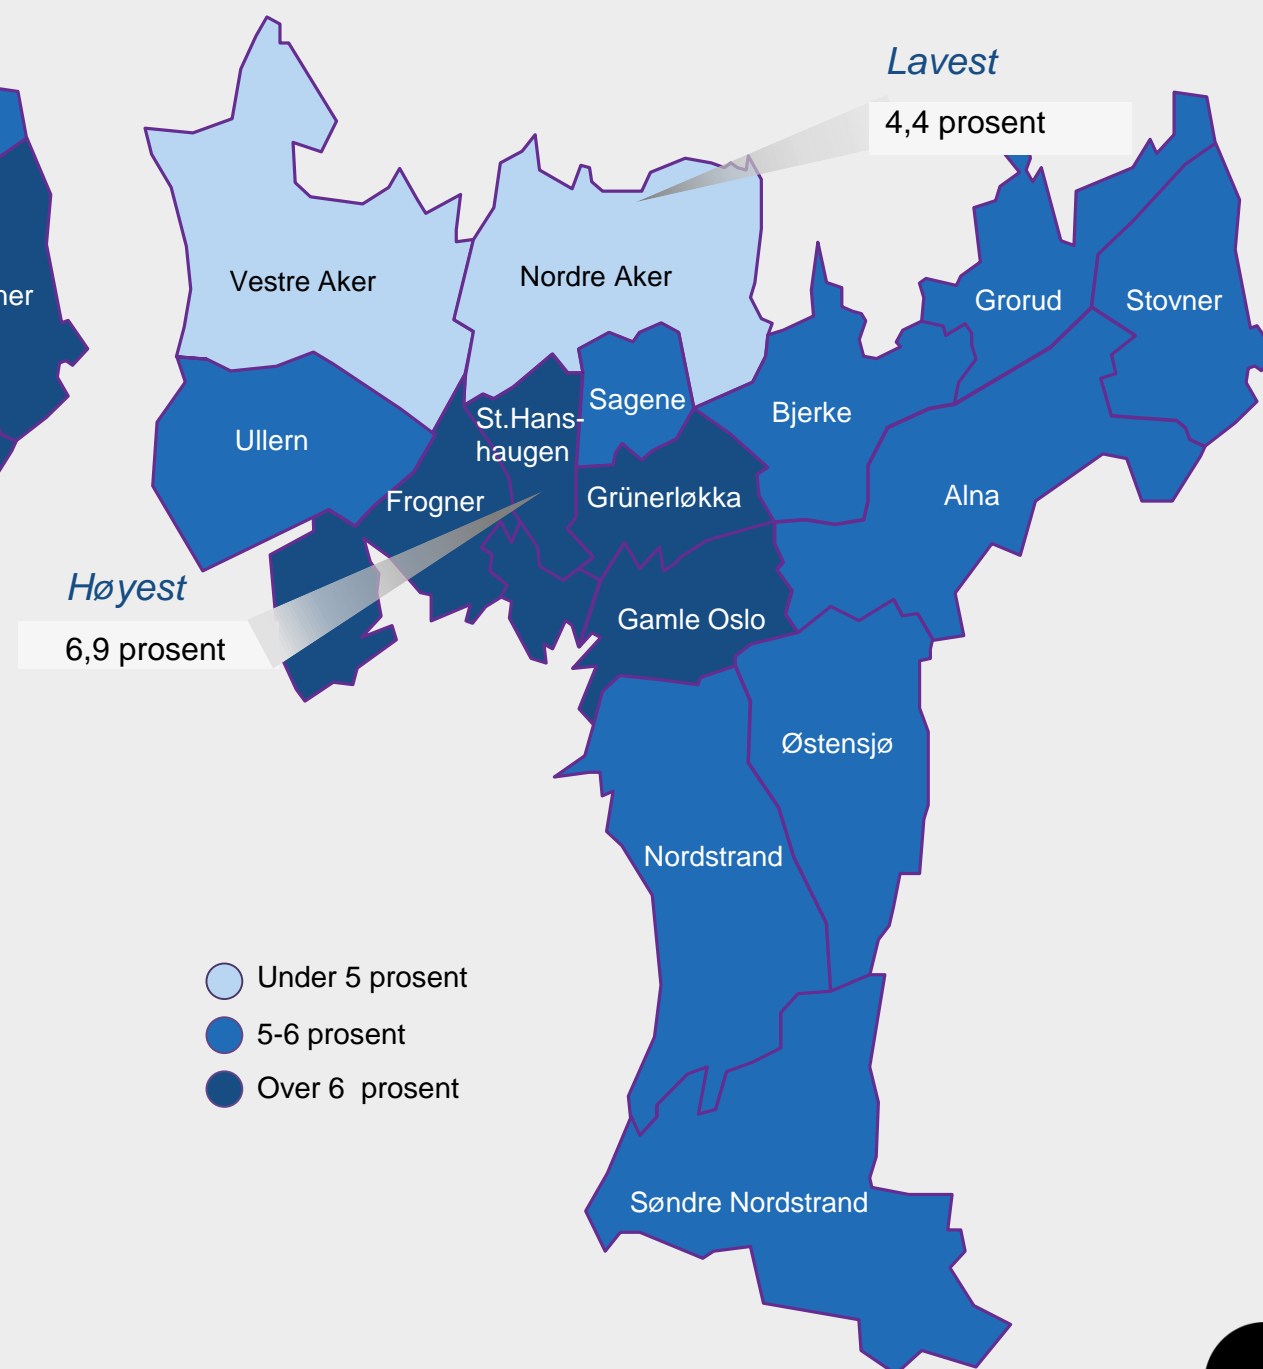 Lavest
4,4 prosent
Vestre Aker
Nordre Aker
Grorud
Stovner
ner
Sagene
Bjerke
St.Hans-
haugen
Ullern
Frogner
Grünerløkka
Alna
Høyest
6,9 prosent
Gamle Oslo
Østensjø
Nordstrand
Under 5 prosent
5-6 prosent
Over 6 prosent
Søndre Nordstrand